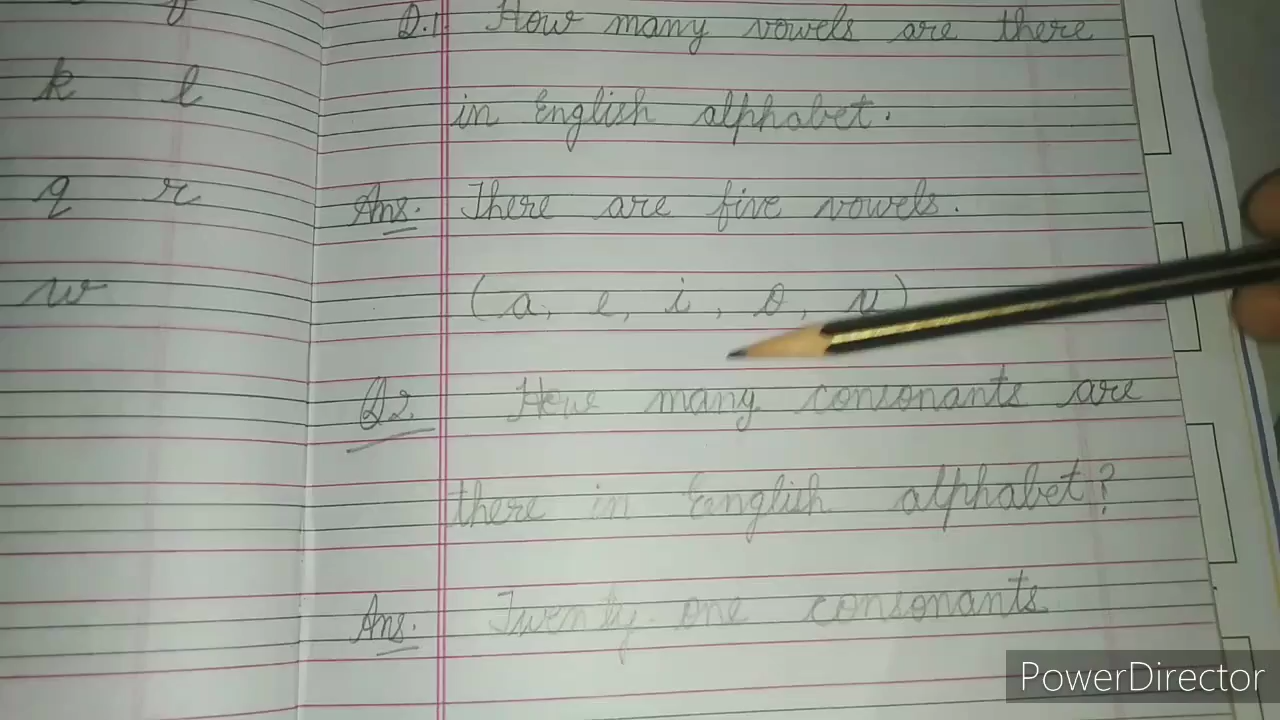 Q.1 How many vowels are there
in English alphabet.
k l
q r
Ans. There are five vowels.
w
(a, e, i, o, u)
Q2. How many consonants are
there in English alphabet?
Ans. Twenty one consonants
PowerDirector